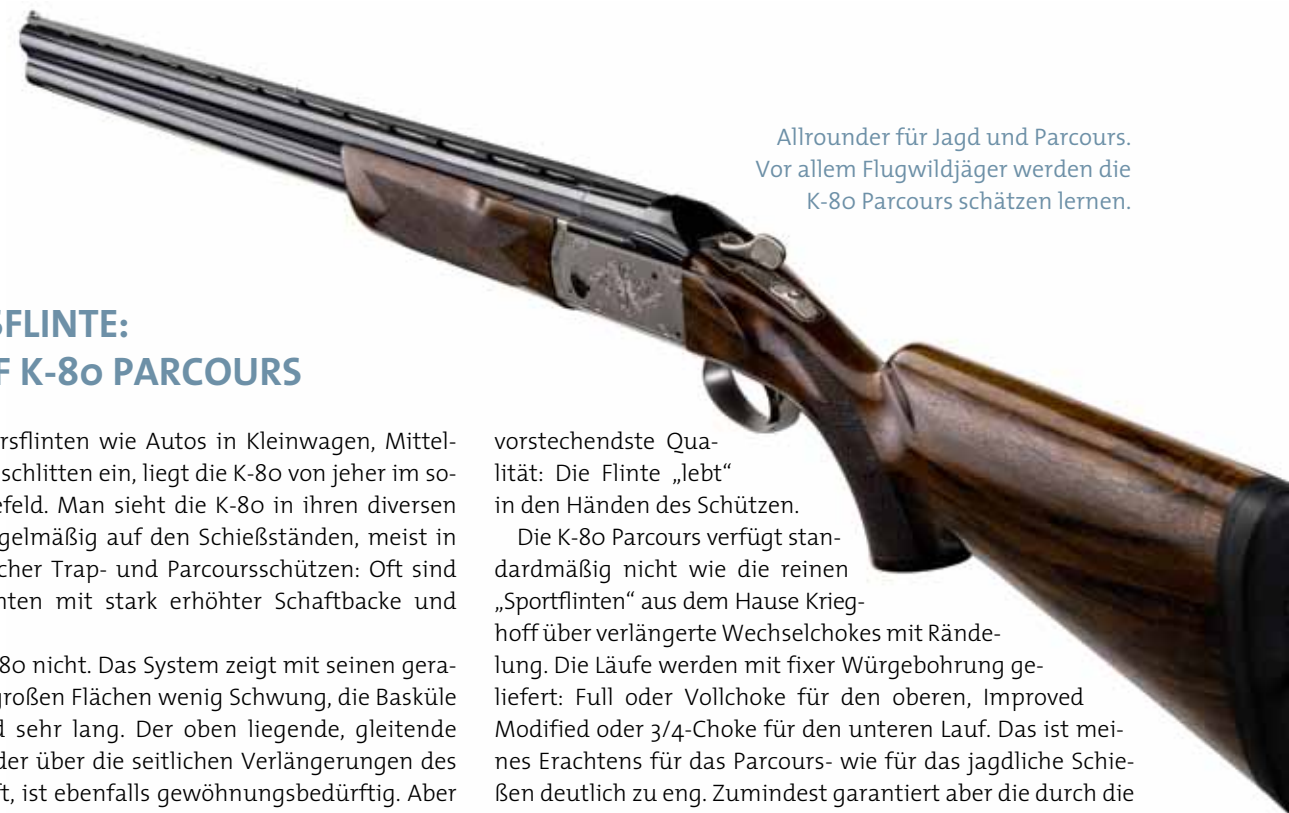 Allrounder für Jagd und Parcours.
Vor allem Flugwildjäger werden die
K-80 Parcours schätzen lernen.
SFLINTE:
F K-80 PARCOURS
rsflinten wie Autos in Kleinwagen, Mittel-
schlitten ein, liegt die K-80 von jeher im so-
efeld. Man sieht die K-80 in ihren diversen
gelmäßig auf den Schießständen, meist in
cher Trap- und Parcoursschützen: Oft sind
nten mit stark erhöhter Schaftbacke und
80 nicht. Das System zeigt mit seinen gera-
großen Flächen wenig Schwung, die Basküle
d sehr lang. Der oben liegende, gleitende
der über die seitlichen Verlängerungen des
ft, ist ebenfalls gewöhnungsbedürftig. Aber
vorstechendste Qua-
lität: Die Flinte „lebt“
in den Händen des Schützen.
Die K-80 Parcours verfügt stan-
dardmäßig nicht wie die reinen
„Sportflinten“ aus dem Hause Krieg-
hoff über verlängerte Wechselchokes mit Rände-
lung. Die Läufe werden mit fixer Würgebohrung ge-
liefert: Full oder Vollchoke für den oberen, Improved
Modified oder 3/4-Choke für den unteren Lauf. Das ist mei-
nes Erachtens für das Parcours- wie für das jagdliche Schie-
ßen deutlich zu eng. Zumindest garantiert aber die durch die